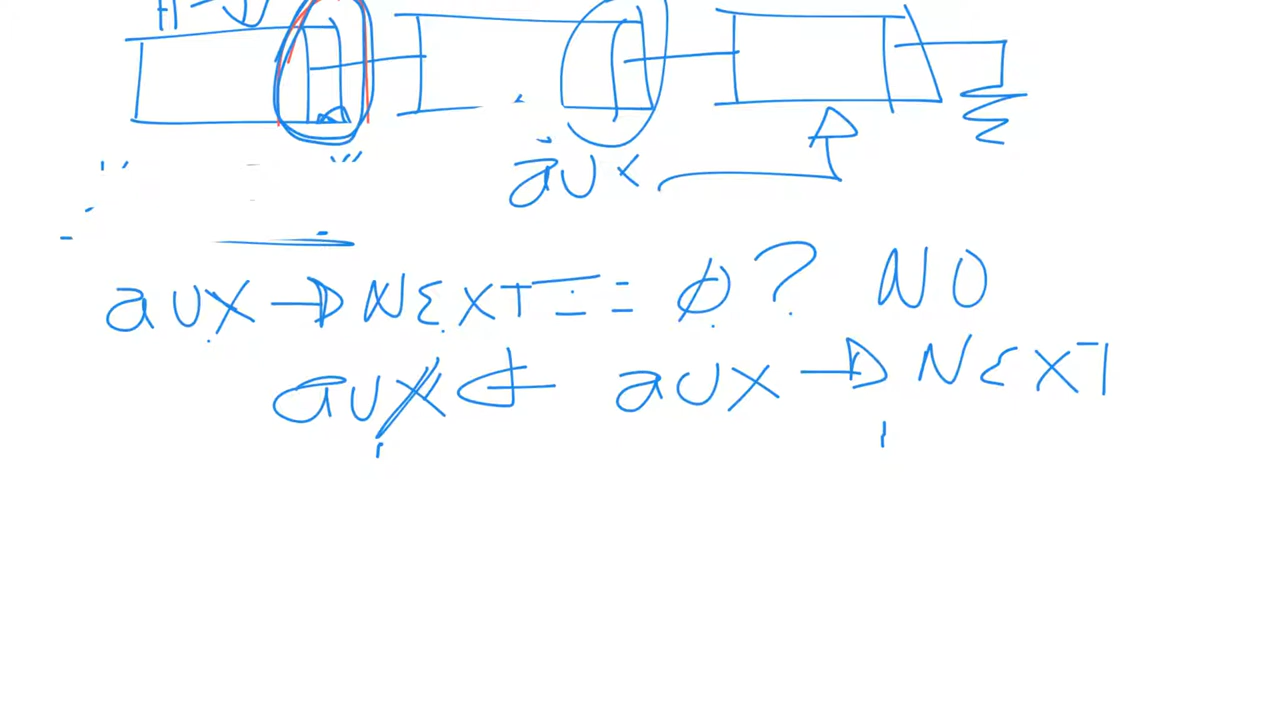 aux
aux → NEXT == ∅? NO
aux ← aux → NEXT